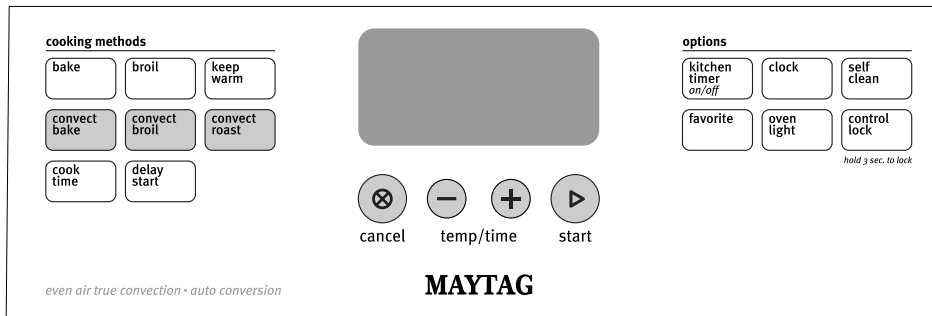 cooking methods
bake
broil
keep
warm
convect
bake
convect
broil
convect
roast
cook
time
delay
start
cancel
temp/time
start
options
kitchen
timer
on/off
clock
self
clean
favorite
oven
light
control
lock
hold 3 sec. to lock
even air true convection • auto conversion
MAYTAG